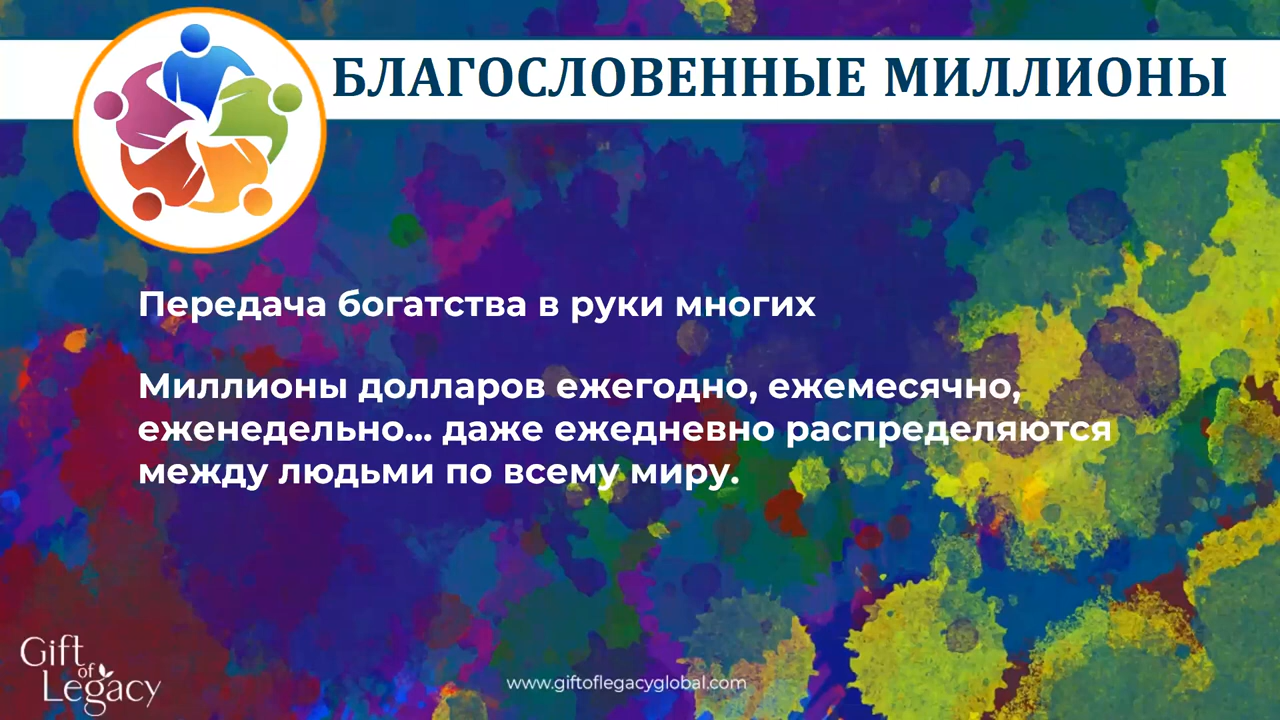 БЛАГОСЛОВЕННЫЕ МИЛЛИОНЫ
Передача богатства в руки многих
Миллионы долларов ежегодно, ежемесячно,
еженедельно... даже ежедневно распределяются
между людьми по всему миру.
Gift
of
Legacy
www.giftoflegacyglobal.com